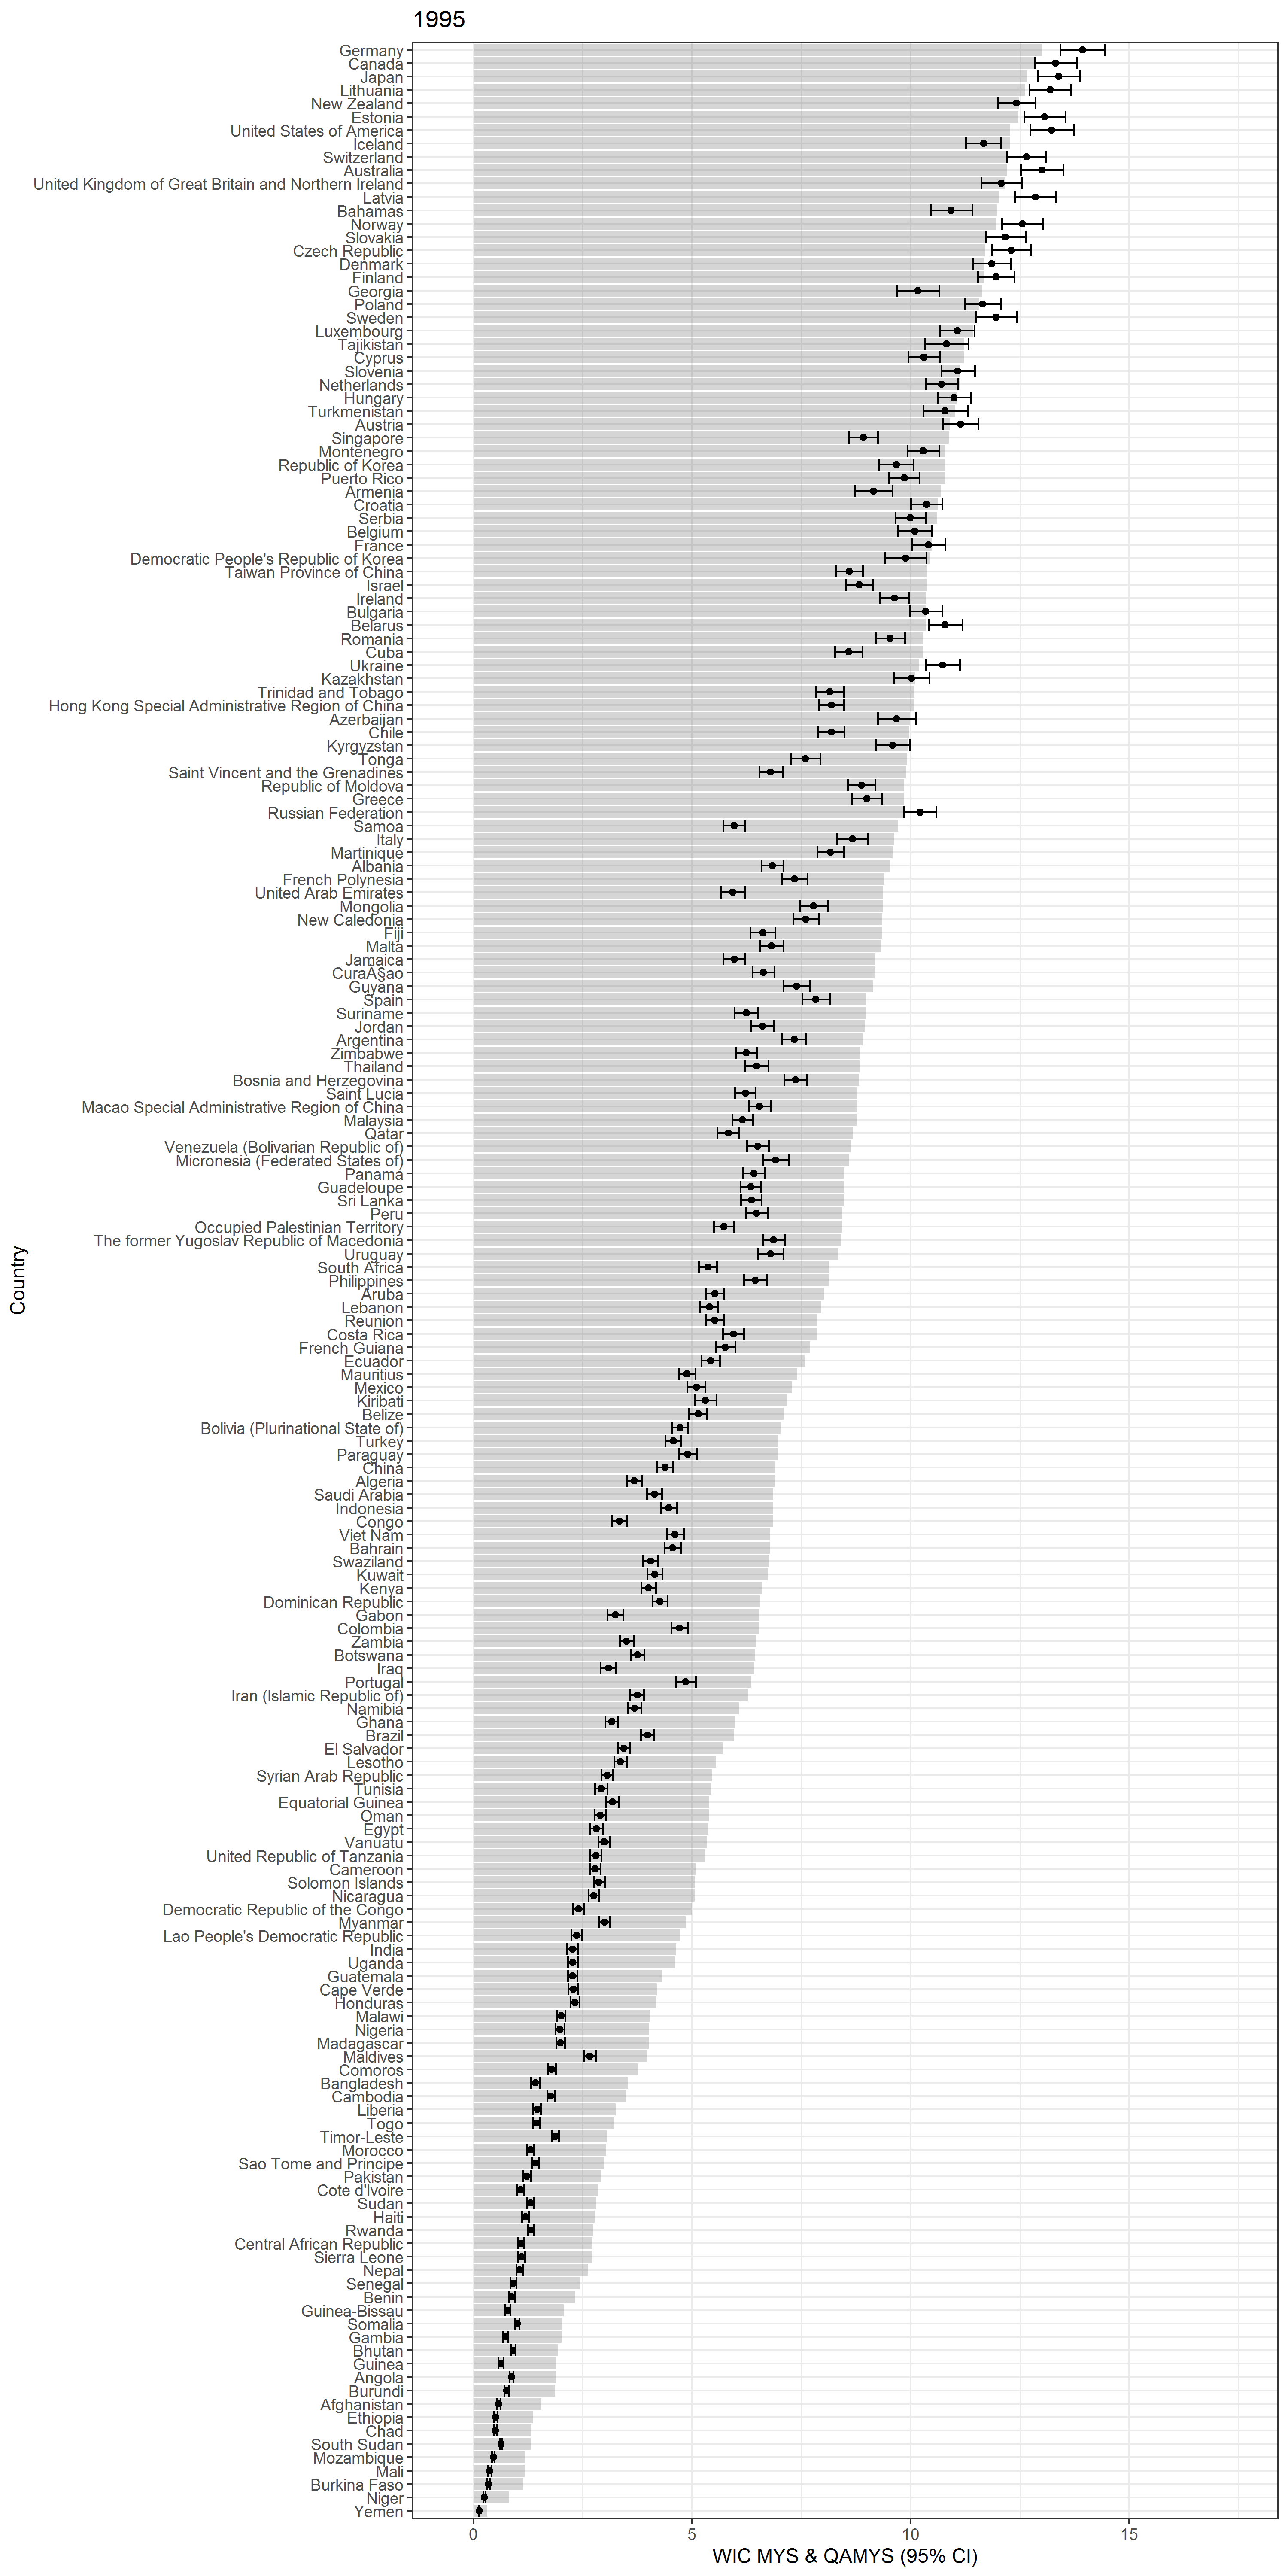 1995
Germany
Canada
Japan
Lithuania
New Zealand
Estonia
United States of America
Iceland
Switzerland
Australia
United Kingdom of Great Britain and Northern Ireland
Latvia
Bahamas
Norway
Slovakia
Czech Republic
Denmark
Finland
Georgia
Poland
Sweden
Luxembourg
Tajikistan
Cyprus
Slovenia
Netherlands
Hungary
Turkmenistan
Austria
Singapore
Montenegro
Republic of Korea
Puerto Rico
Armenia
Croatia
Serbia
Belgium
France
Democratic People's Republic of Korea
Taiwan Province of China
Israel
Ireland
Bulgaria
Belarus
Romania
Cuba
Ukraine
Kazakhstan
Trinidad and Tobago
Hong Kong Special Administrative Region of China
Azerbaijan
Chile
Kyrgyzstan
Tonga
Saint Vincent and the Grenadines
Republic of Moldova
Greece
Russian Federation
Samoa
Italy
Martinique
Albania
French Polynesia
United Arab Emirates
Mongolia
New Caledonia
Fiji
Malta
Jamaica
CuraÃ§ao
Guyana
Spain
Suriname
Jordan
Argentina
Zimbabwe
Thailand
Bosnia and Herzegovina
Saint Lucia
Macao Special Administrative Region of China
Malaysia
Qatar
Venezuela (Bolivarian Republic of)
Micronesia (Federated States of)
Panama
Guadeloupe
Sri Lanka
Peru
Occupied Palestinian Territory
The former Yugoslav Republic of Macedonia
Uruguay
South Africa
Philippines
Aruba
Lebanon
Reunion
Costa Rica
French Guiana
Ecuador
Mauritius
Mexico
Kiribati
Belize
Bolivia (Plurinational State of)
Turkey
Paraguay
China
Algeria
Saudi Arabia
Indonesia
Congo
Viet Nam
Bahrain
Swaziland
Kuwait
Kenya
Dominican Republic
Gabon
Colombia
Zambia
Botswana
Iraq
Portugal
Iran (Islamic Republic of)
Namibia
Ghana
Brazil
El Salvador
Lesotho
Syrian Arab Republic
Tunisia
Equatorial Guinea
Oman
Egypt
Vanuatu
United Republic of Tanzania
Cameroon
Solomon Islands
Nicaragua
Democratic Republic of the Congo
Myanmar
Lao People's Democratic Republic
India
Uganda
Guatemala
Cape Verde
Honduras
Malawi
Nigeria
Madagascar
Maldives
Comoros
Bangladesh
Cambodia
Liberia
Togo
Timor-Leste
Morocco
Sao Tome and Principe
Pakistan
Cote d'Ivoire
Sudan
Haiti
Rwanda
Central African Republic
Sierra Leone
Nepal
Senegal
Benin
Guinea-Bissau
Somalia
Gambia
Bhutan
Guinea
Angola
Burundi
Afghanistan
Ethiopia
Chad
South Sudan
Mozambique
Mali
Burkina Faso
Niger
Yemen
Country
0 5 10 15
WIC MYS & QAMYS (95% CI)